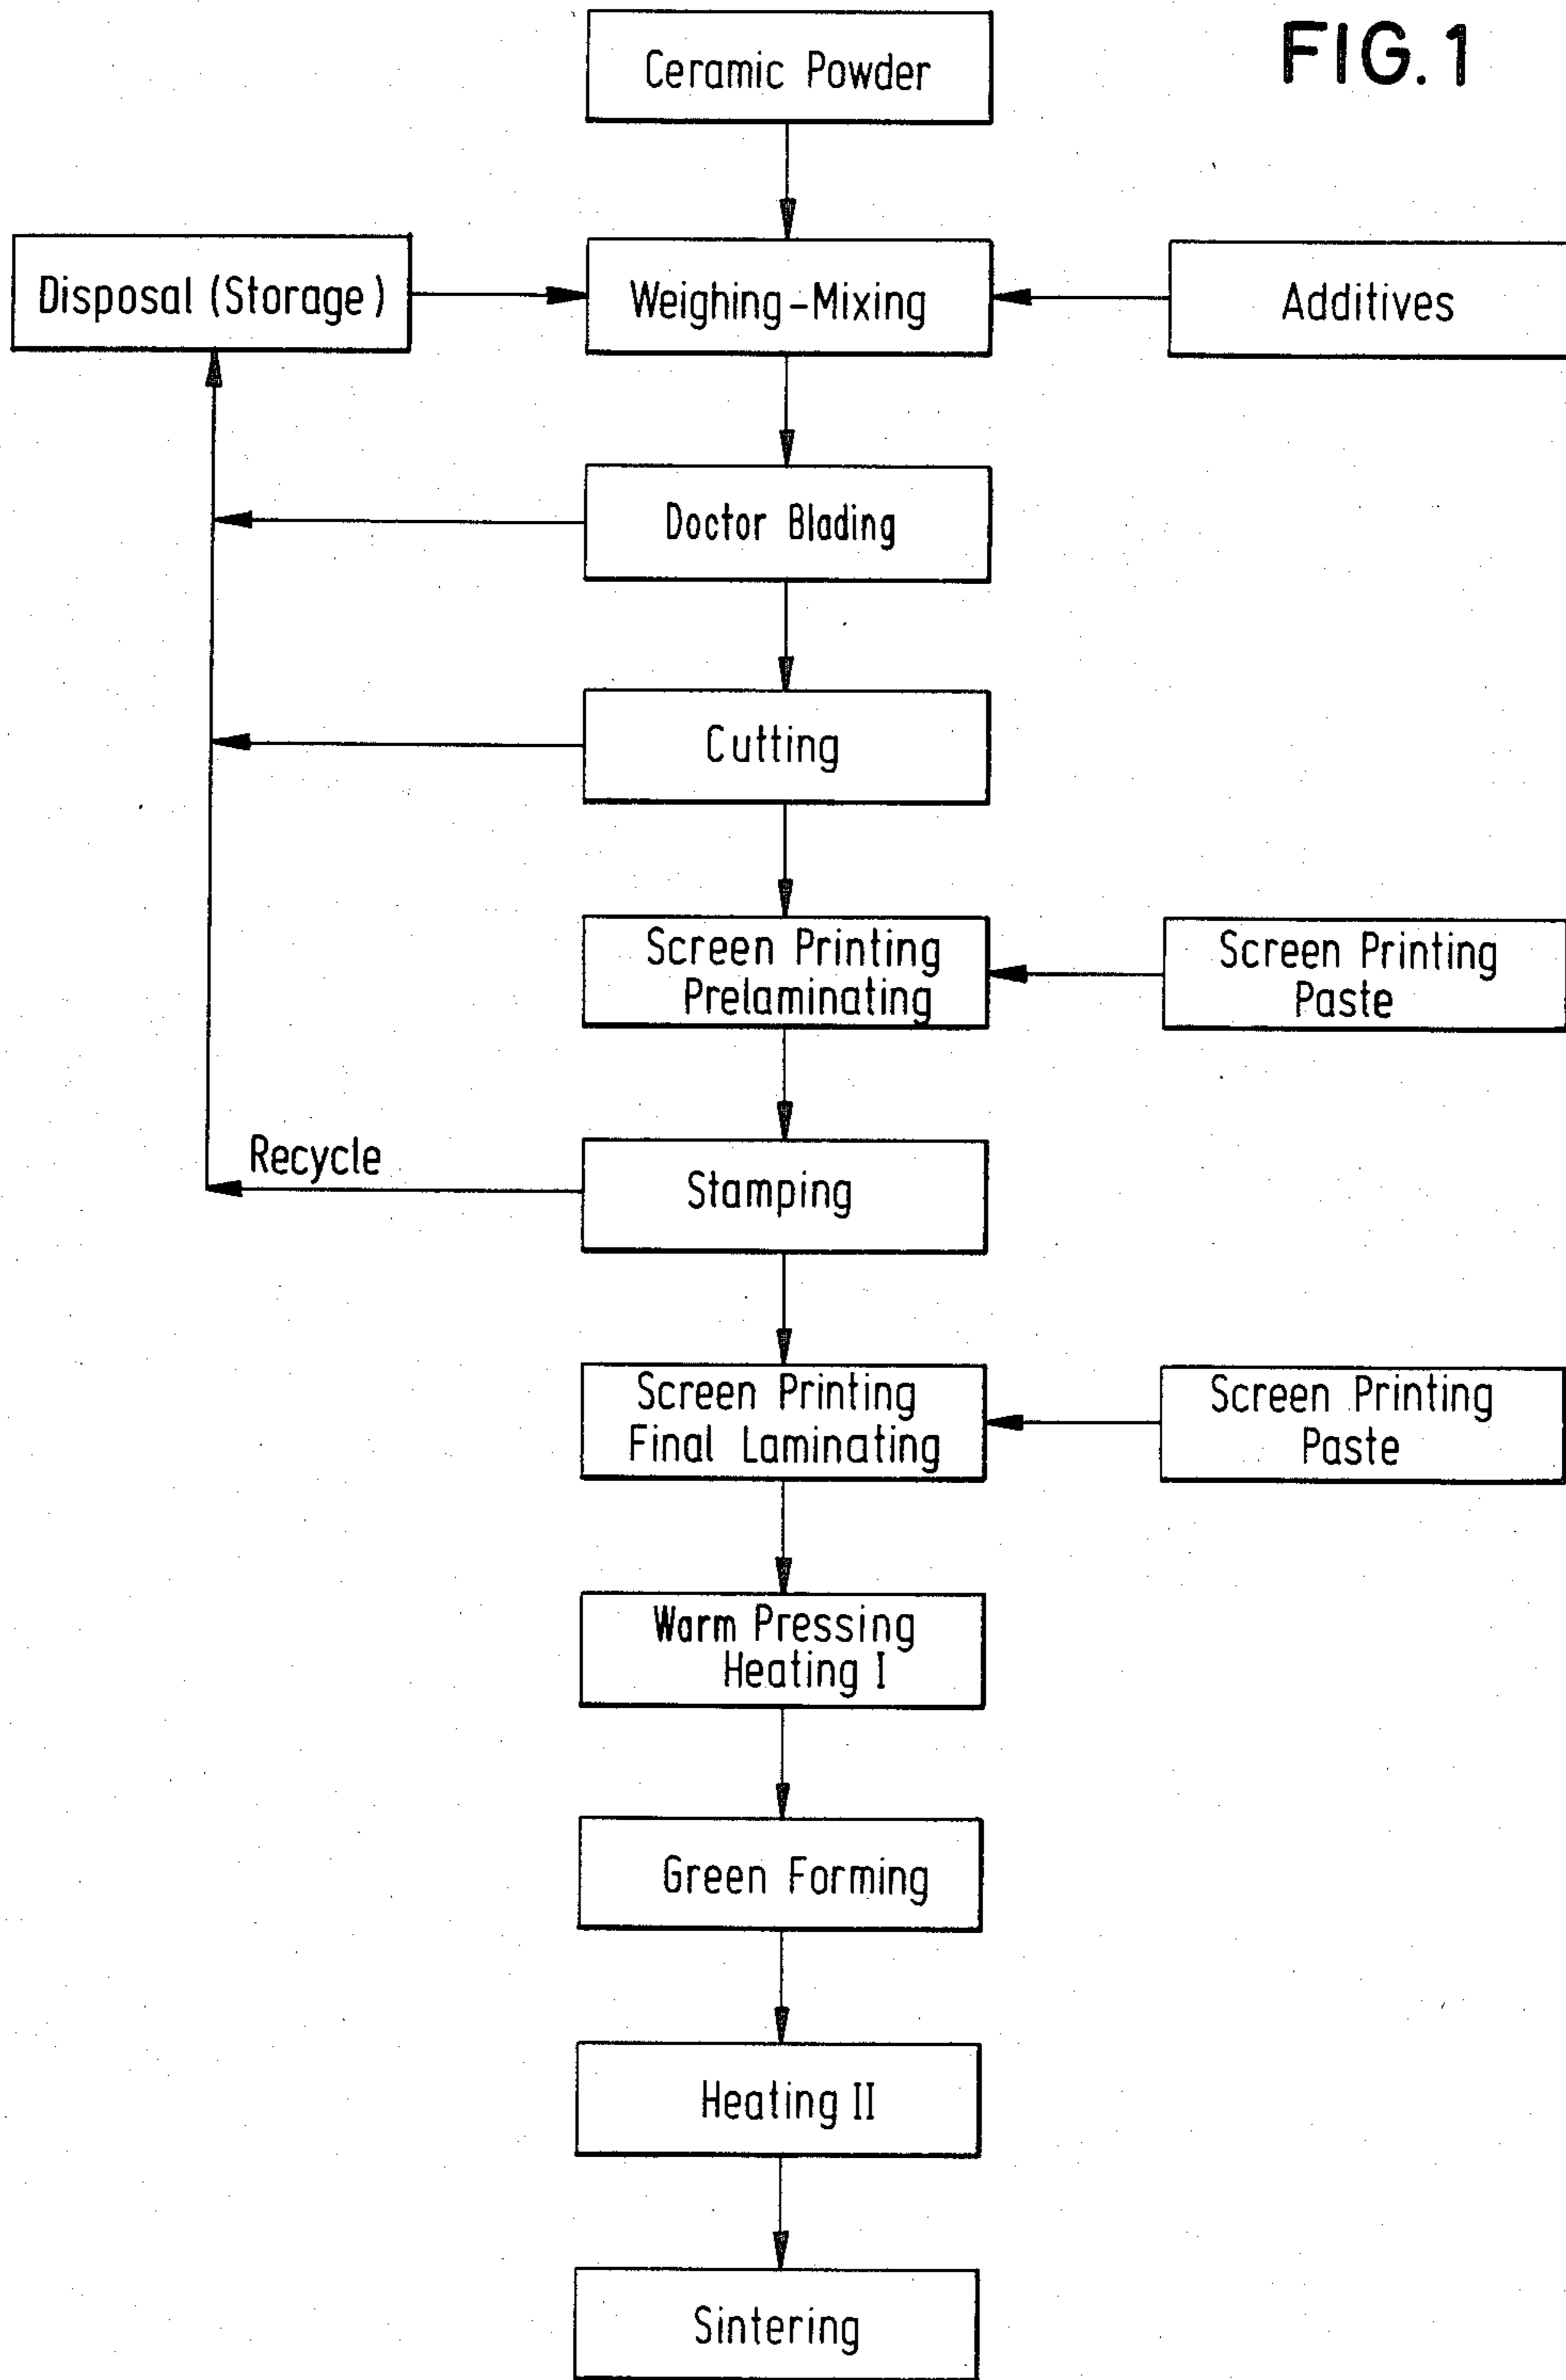 FIG. 1
Ceramic Powder
Disposal (Storage)
Weighing-Mixing
Additives
Doctor Blading
Cutting
Screen Printing
Prelaminating
Screen Printing
Paste
Recycle
Stamping
Screen Printing
Final Laminating
Screen Printing
Paste
Warm Pressing
Heating I
Green Forming
Heating II
Sintering